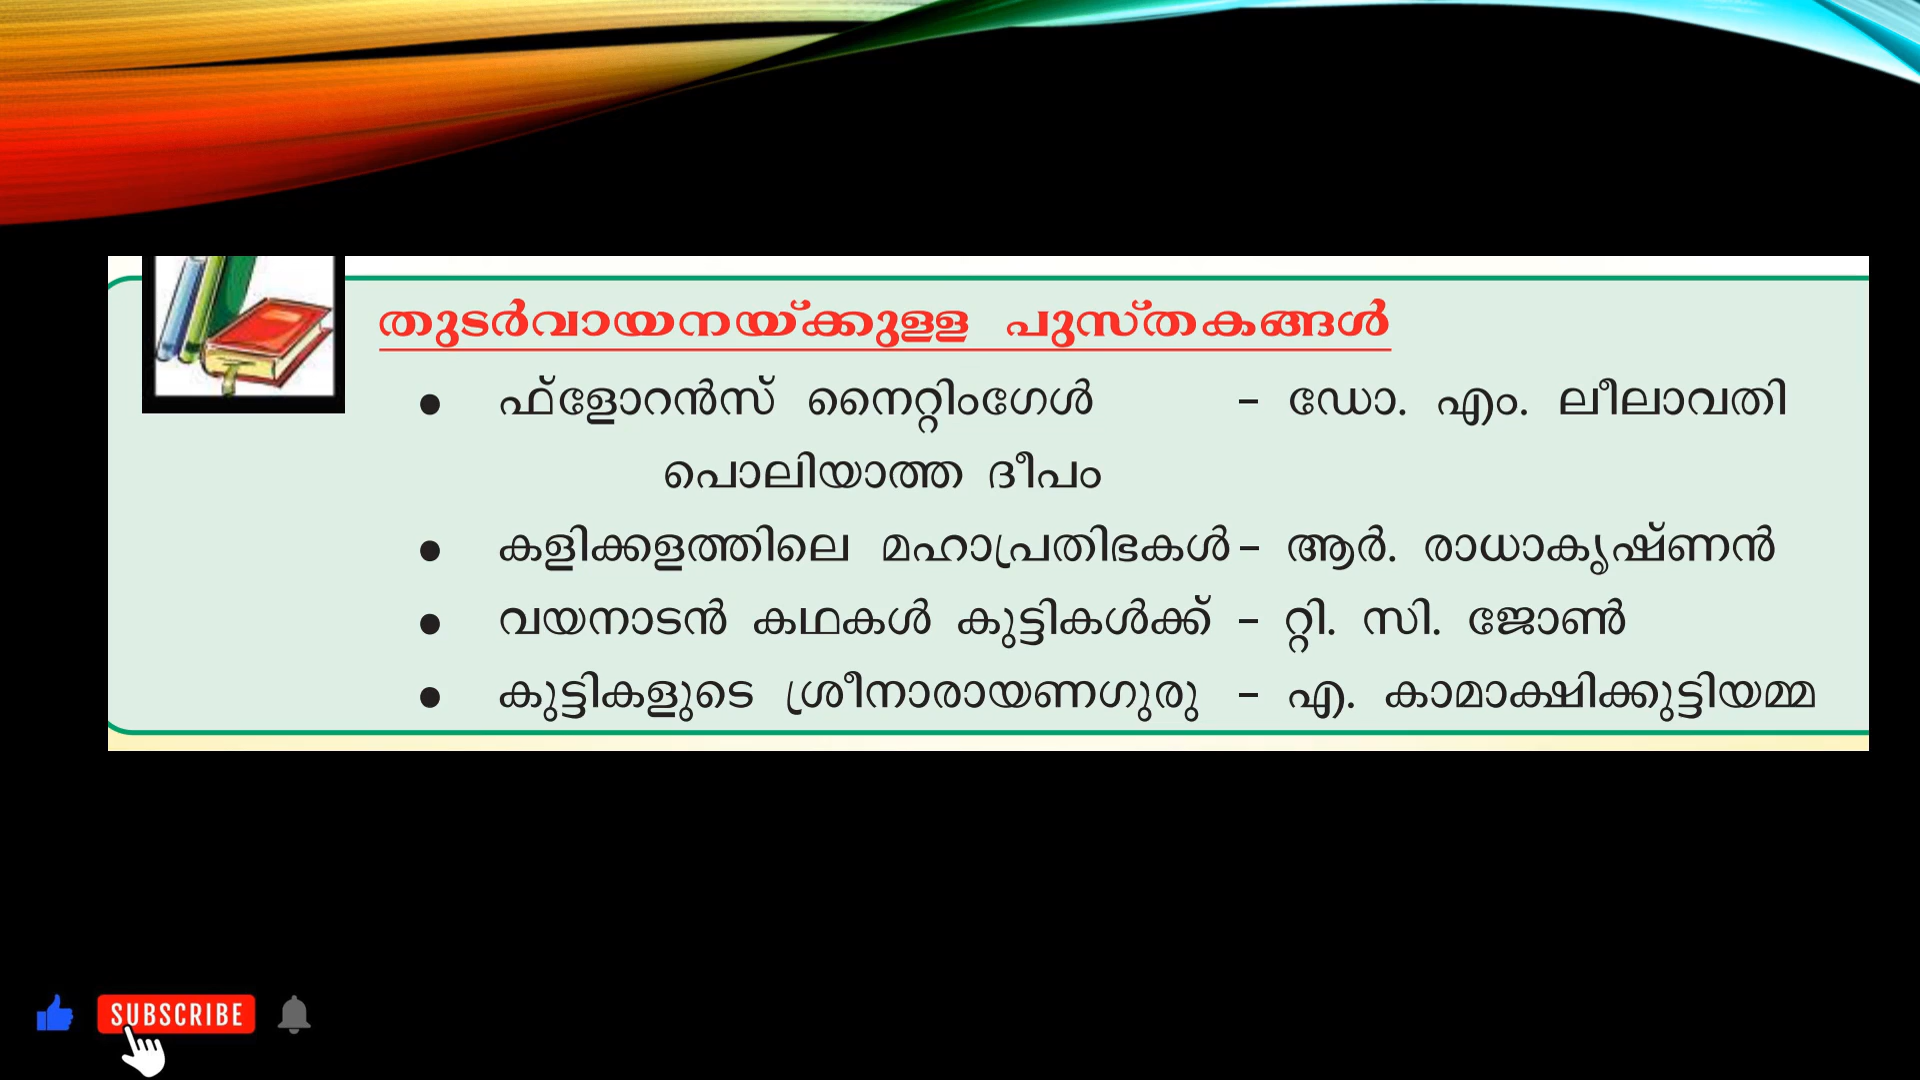 തുടർവായനയ്ക്കുള്ള പുസ്തകങ്ങൾ
● ഫ്ളോറൻസ് നൈറ്റിംഗേൾ - ഡോ. എം. ലീലാവതി
പൊലിയാത്ത ദീപം
● കളിക്കളത്തിലെ മഹാപ്രതിഭകൾ - ആർ. രാധാകൃഷ്ണൻ
● വയനാടൻ കഥകൾ കുട്ടികൾക്ക് - റ്റി. സി. ജോൺ
● കുട്ടികളുടെ ശ്രീനാരായണഗുരു - എ. കാമാക്ഷിക്കുട്ടിയമ്മ
SUBSCRIBE